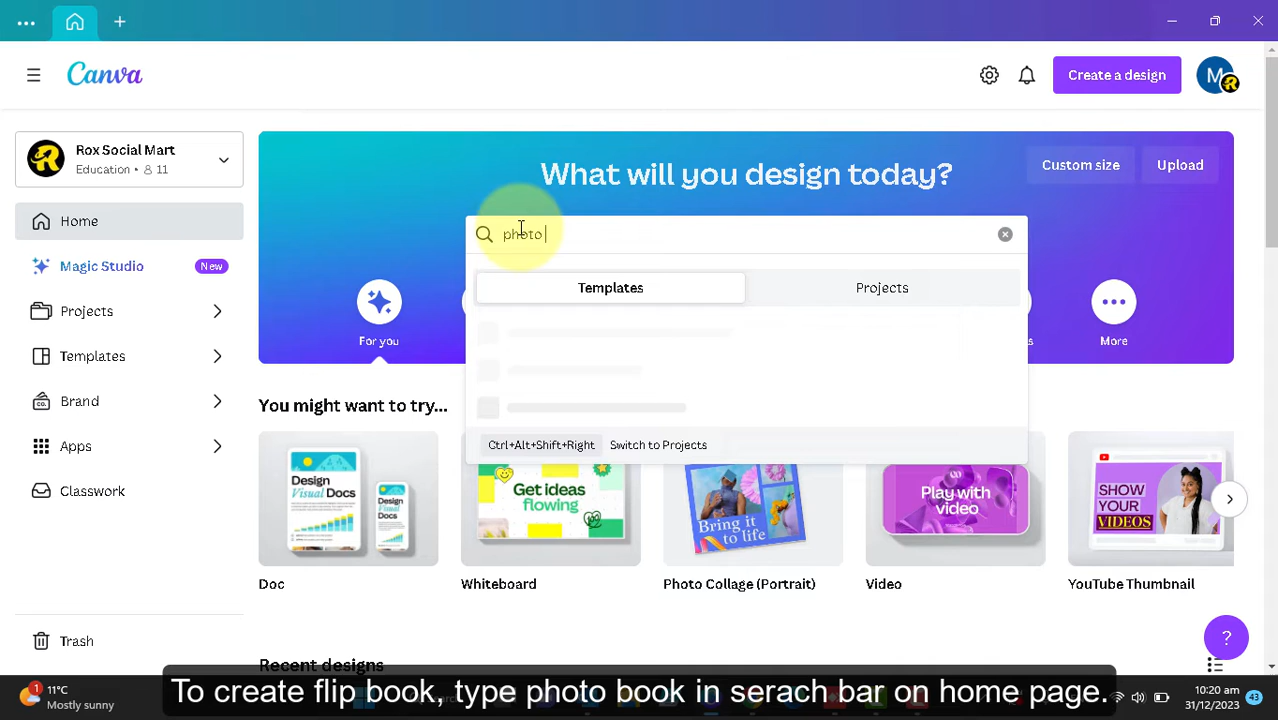 Canva
Create a design
M
Rox Social Mart
Education • 11
Home
Magic Studio
New
Projects
Templates
Brand
Apps
Classwork
Trash
What will you design today?
Custom size
Upload
photo
Templates
Projects
Ctrl+Alt+Shift+Right Switch to Projects
For you
More
You might want to try...
Design
Visual Docs
Design
Visual Docs
Get ideas
flowing
Bring it
to life
Play with
video
SHOW
YOUR
VIDEOS
Doc
Whiteboard
Photo Collage (Portrait)
Video
YouTube Thumbnail
Recent designs
?
To create flip book, type photo book in serach bar on home page.
1
11°C
Mostly sunny
10:20 am
31/12/2023
43